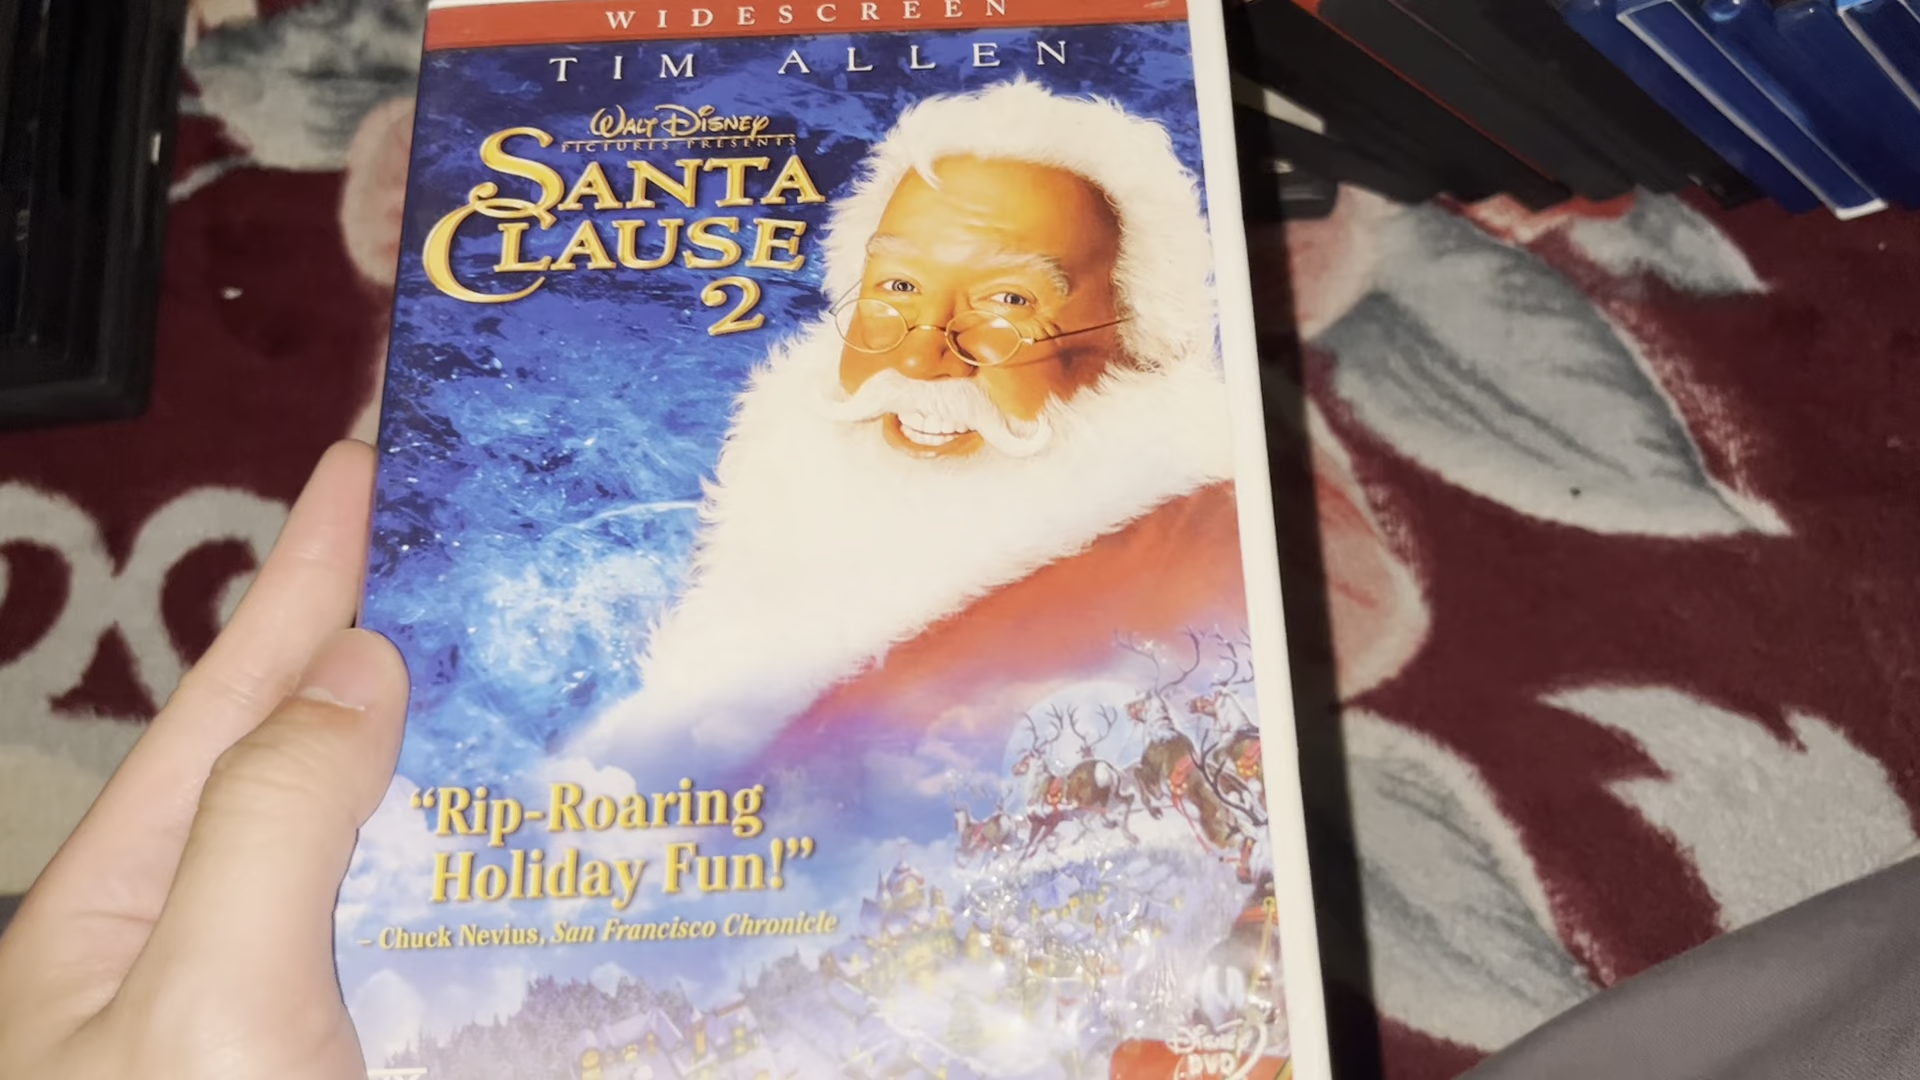 WIDESCREEN
TIM ALLEN
WALT DISNEY
PICTURES PRESENTS
SANTA
CLAUSE
2
“Rip-Roaring
Holiday Fun!”
– Chuck Nevius, San Francisco Chronicle
DISNEY
DVD